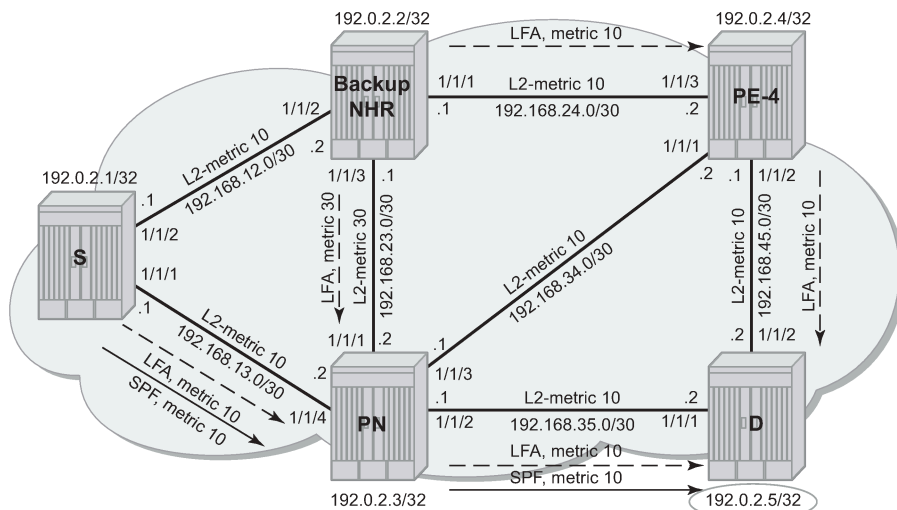 192.0.2.2/32
192.0.2.4/32
LFA, metric 10
Backup
NHR
PE-4
1/1/1
L2-metric 10
1/1/3
.1
192.168.24.0/30
.2
1/1/2
.2
L2-metric 10
192.168.12.0/30
1/1/3
.1
1/1/1
.2
.1
1/1/2
192.0.2.1/32
.1
1/1/2
S
1/1/1
.1
LFA, metric 30
L2-metric 30
192.168.23.0/30
L2-metric 10
192.168.34.0/30
L2-metric 10
192.168.45.0/30
LFA, metric 10
L2-metric 10
192.168.13.0/30
LFA, metric 10
SPF, metric 10
1/1/1
.2
.1
1/1/3
.2
1/1/2
.2
1/1/4
PN
.1
1/1/2
L2-metric 10
192.168.35.0/30
.2
1/1/1
D
LFA, metric 10
SPF, metric 10
192.0.2.3/32
192.0.2.5/32